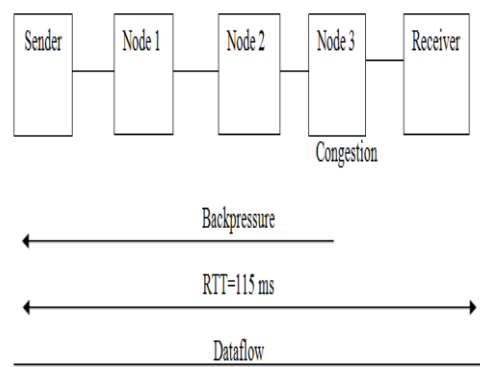 Sender Node 1 Node 2 Node 3 Receiver
Congestion
Backpressure
RTT=115 ms
Dataflow